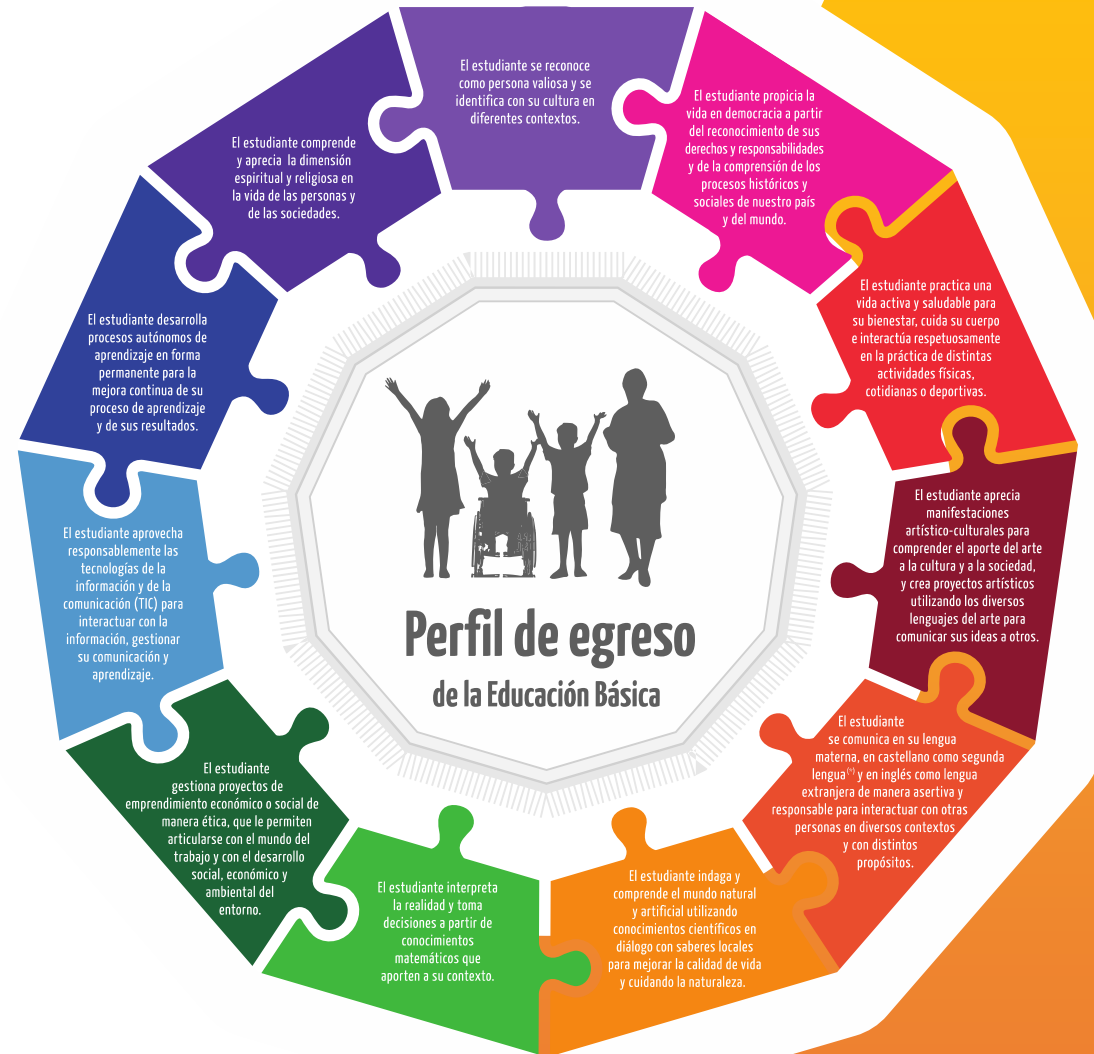 El estudiante se reconoce
como persona valiosa y se
identifica con su cultura en
diferentes contextos.
El estudiante propicia la
vida en democracia a partir
del reconocimiento de sus
derechos y responsabilidades
y de la comprensión de los
procesos históricos y
sociales de nuestro país
y del mundo.
El estudiante practica una
vida activa y saludable para
su bienestar, cuida su cuerpo
e interactúa respetuosamente
en la práctica de distintas
actividades físicas,
cotidianas o deportivas.
El estudiante aprecia
manifestaciones
artístico-culturales para
comprender el aporte del arte
a la cultura y a la sociedad,
y crea proyectos artísticos
utilizando los diversos
lenguajes del arte para
comunicar sus ideas a otros.
El estudiante
se comunica en su lengua
materna, en castellano como segunda
lengua(*) y en inglés como lengua
extranjera de manera asertiva y
responsable para interactuar con otras
personas en diversos contextos
y con distintos
propósitos.
El estudiante indaga y
comprende el mundo natural
y artificial utilizando
conocimientos científicos en
diálogo con saberes locales
para mejorar la calidad de vida
y cuidando la naturaleza.
El estudiante interpreta
la realidad y toma
decisiones a partir de
conocimientos
matemáticos que
aporten a su contexto.
El estudiante
gestiona proyectos de
emprendimiento económico o social de
manera ética, que le permiten
articularse con el mundo del
trabajo y con el desarrollo
social, económico y
ambiental del
entorno.
El estudiante aprovecha
responsablemente las
tecnologías de la
información y de la
comunicación (TIC) para
interactuar con la
información, gestionar
su comunicación y
aprendizaje.
El estudiante desarrolla
procesos autónomos de
aprendizaje en forma
permanente para la
mejora continua de su
proceso de aprendizaje
y de sus resultados.
El estudiante comprende
y aprecia la dimensión
espiritual y religiosa en
la vida de las personas y
de las sociedades.
Perfil de egreso
de la Educación Básica